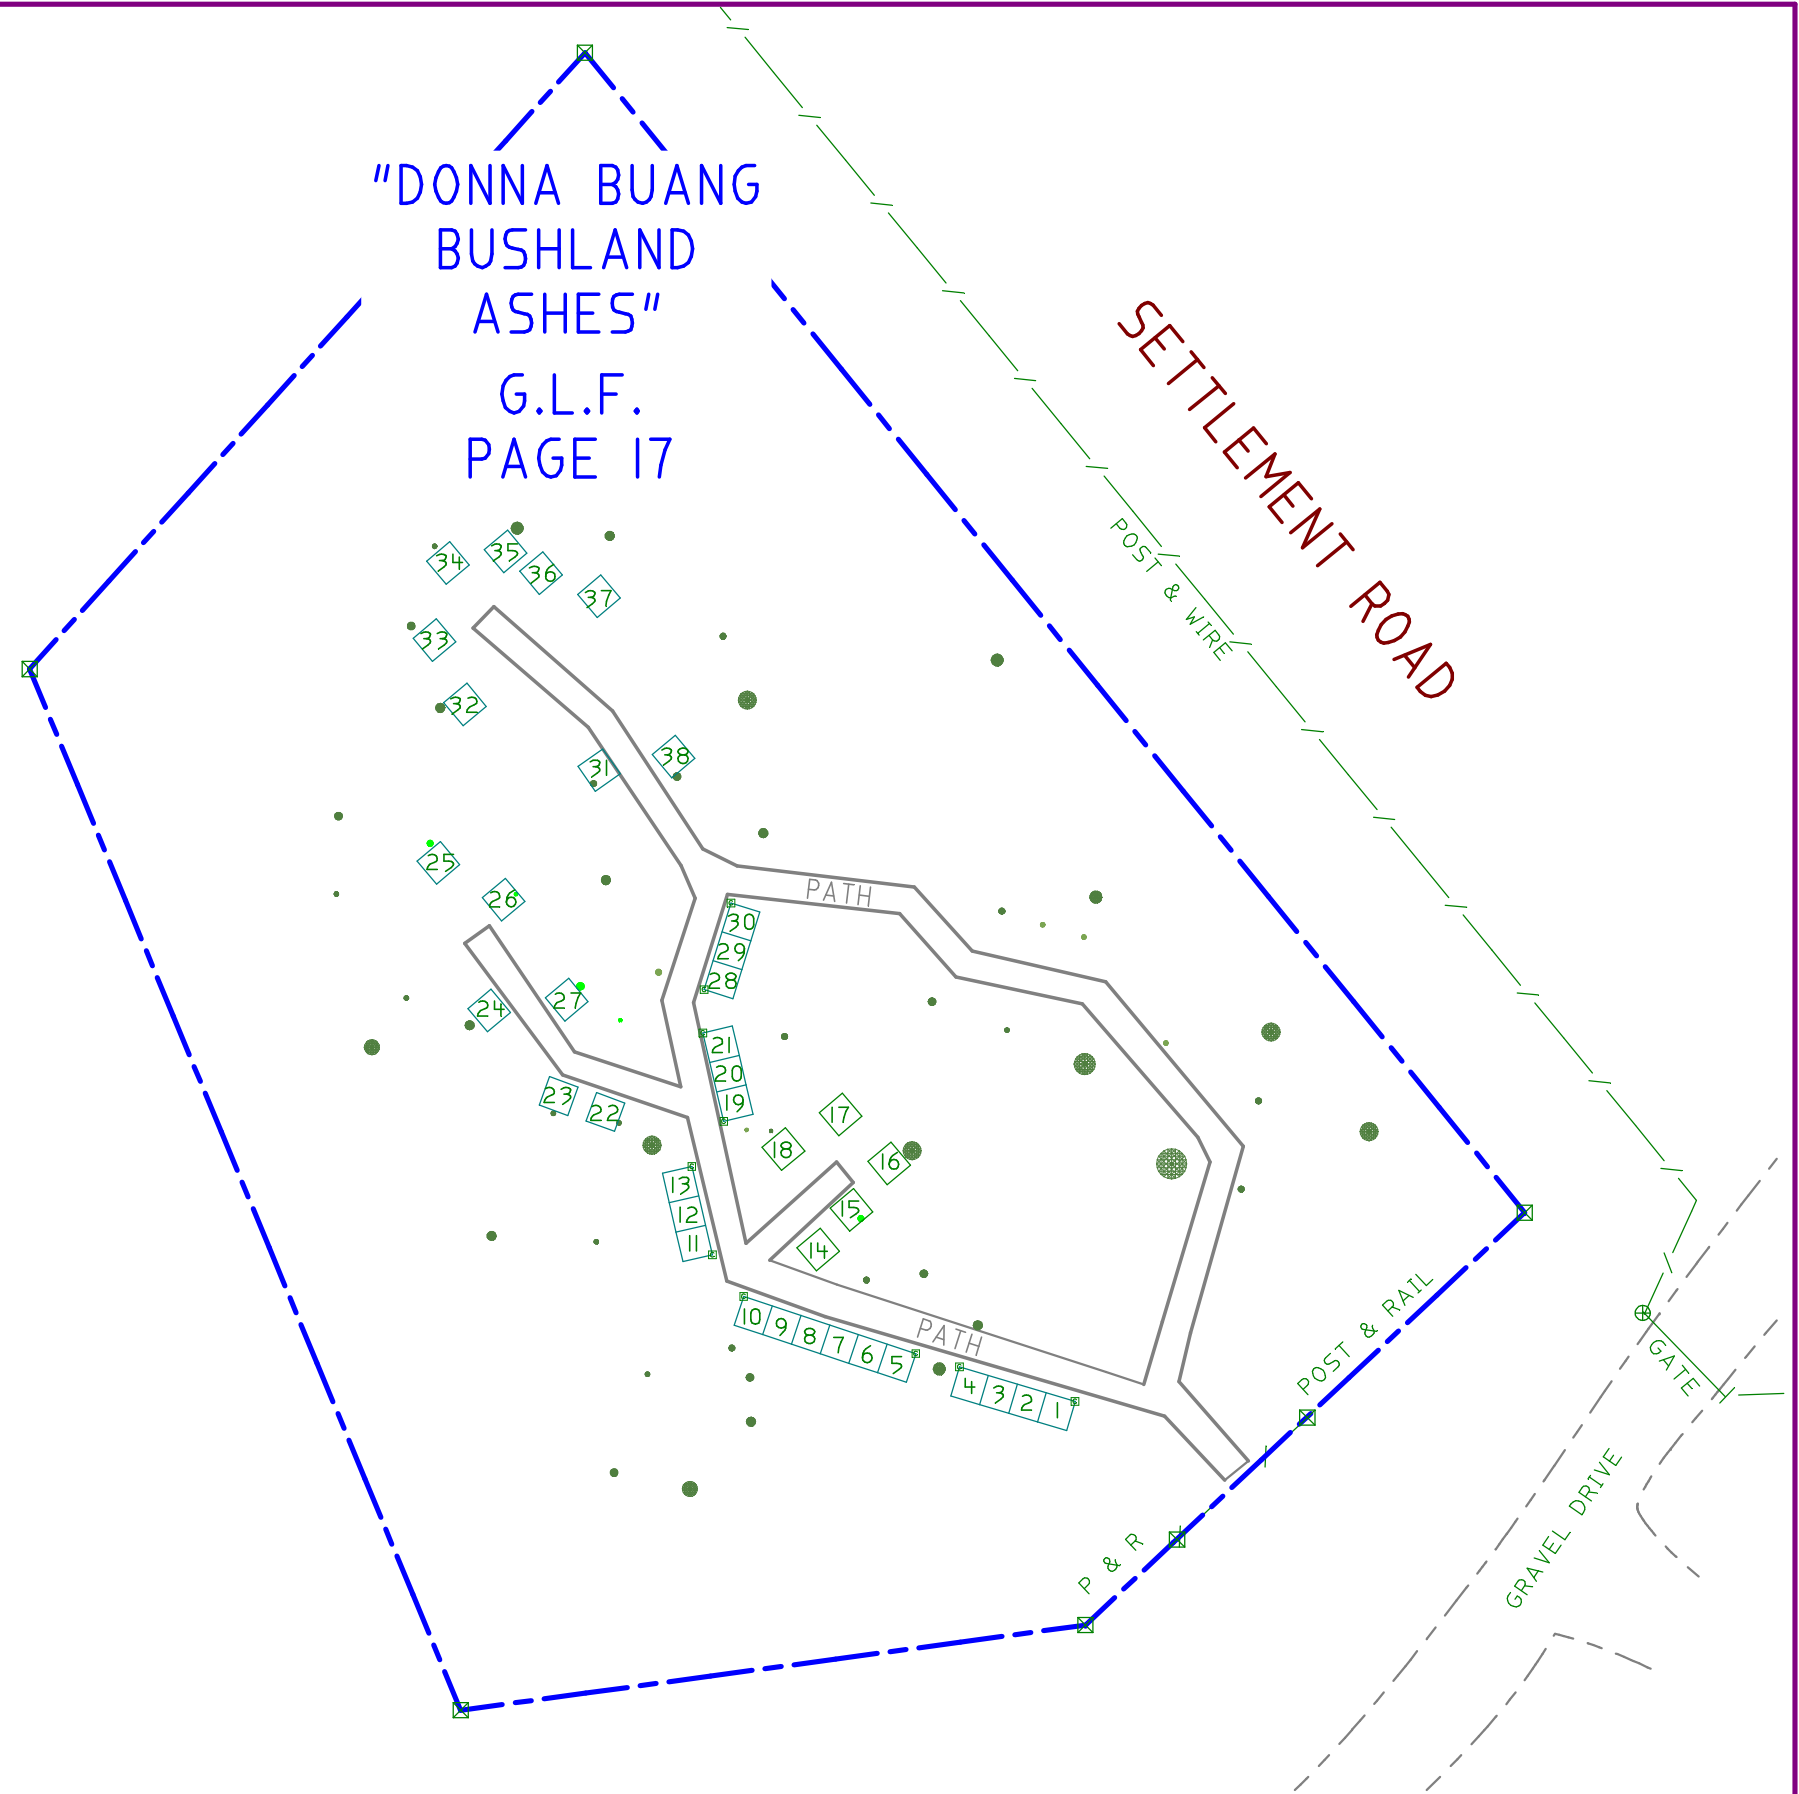 "DONNA BUANG
BUSHLAND
ASHES"
G.L.F.
PAGE 17
SETTLEMENT ROAD
POST & WIRE
34
35
36
37
33
32
31
38
25
26
PATH
30
29
28
27
24
21
20
19
23
22
17
18
16
15
14
13
12
11
10
9
8
7
6
5
PATH
4
3
2
1
POST & RAIL
GATE
P & R
GRAVEL DRIVE